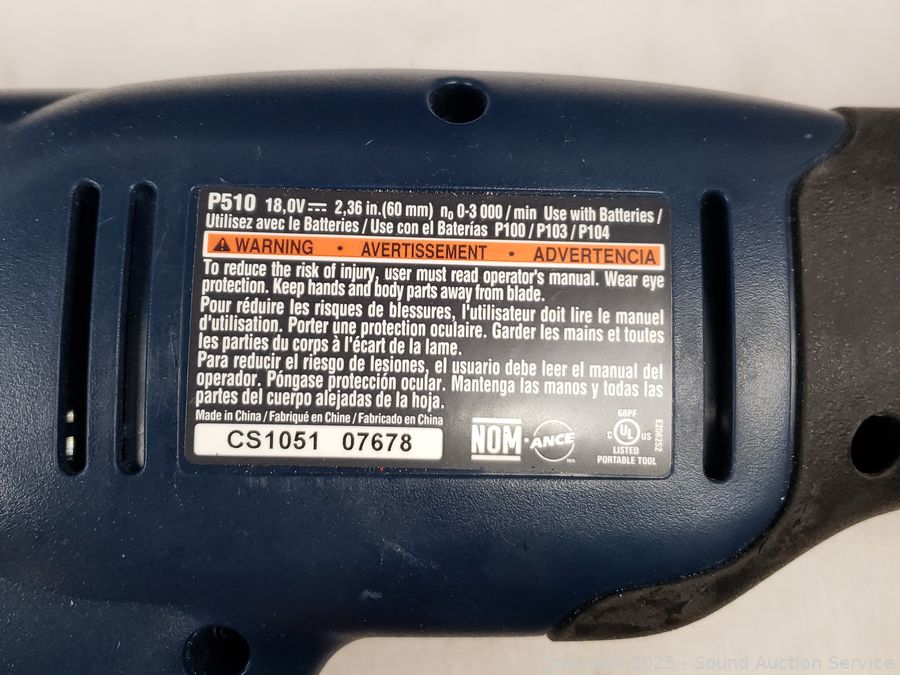 P510 18,0V⎓ 2,36 in.(60 mm) n₀ 0-3 000 / min Use with Batteries /
Utilisez avec le Batteries / Use con el Baterías P100 / P103 / P104
WARNING • AVERTISSEMENT • ADVERTENCIA
To reduce the risk of injury, user must read operator's manual. Wear eye
protection. Keep hands and body parts away from blade.
Pour réduire les risques de blessures, l'utilisateur doit lire le manuel
d'utilisation. Porter une protection oculaire. Garder les mains et toutes
les parties du corps à l'écart de la lame.
Para reducir el riesgo de lesiones, el usuario debe leer el manual del
operador. Póngase protección ocular. Mantenga las manos y todas las
partes del cuerpo alejadas de la hoja.
Made in China / Fabriqué en Chine / Fabricado en China
CS1051 07678
NOM - ANCE
68PF
C UL US
LISTED
PORTABLE TOOL
E206252
Copyright 2025 - Sound Auction Service